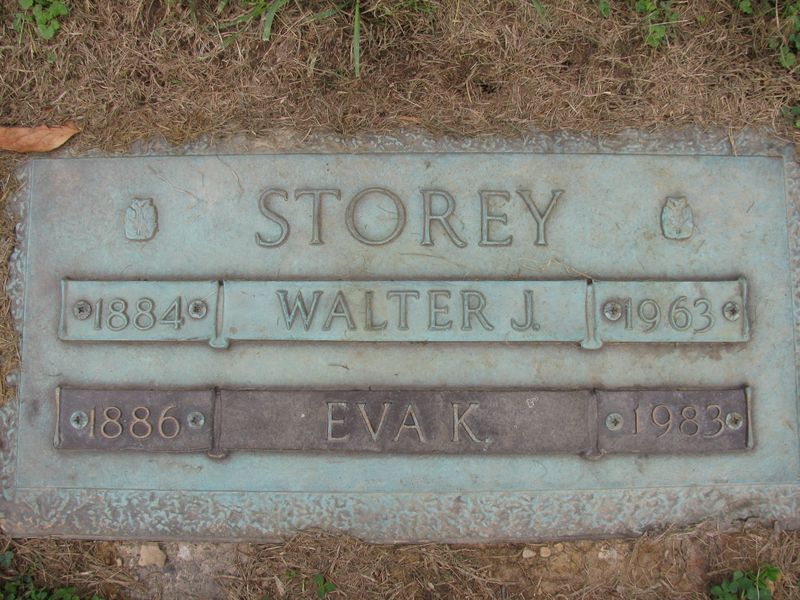 STOREY
1884 WALTER J. 1963
1886 EVA K. 1983